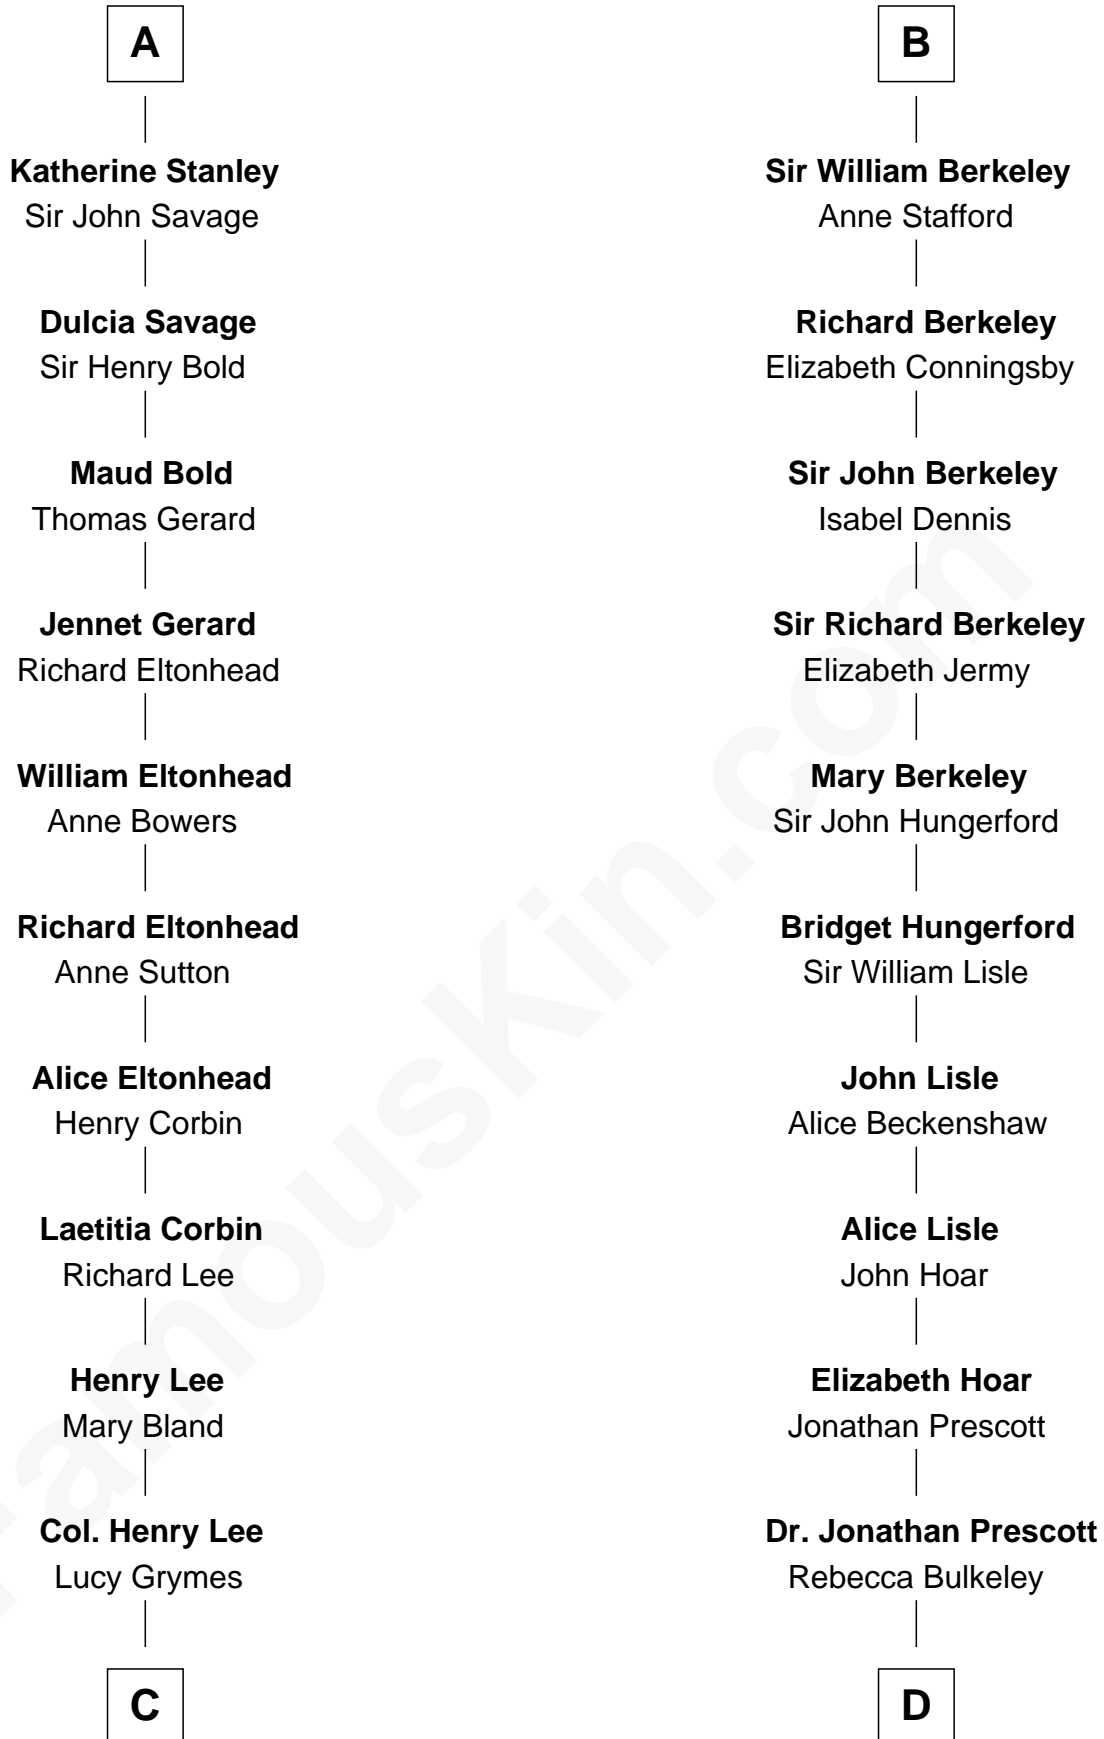 A
Katherine Stanley
Sir John Savage
Dulcia Savage
Sir Henry Bold
Maud Bold
Thomas Gerard
Jennet Gerard
Richard Eltonhead
William Eltonhead
Anne Bowers
Richard Eltonhead
Anne Sutton
Alice Eltonhead
Henry Corbin
Laetitia Corbin
Richard Lee
Henry Lee
Mary Bland
Col. Henry Lee
Lucy Grymes
C
B
Sir William Berkeley
Anne Stafford
Richard Berkeley
Elizabeth Conningsby
Sir John Berkeley
Isabel Dennis
Sir Richard Berkeley
Elizabeth Jermy
Mary Berkeley
Sir John Hungerford
Bridget Hungerford
Sir William Lisle
John Lisle
Alice Beckenshaw
Alice Lisle
John Hoar
Elizabeth Hoar
Jonathan Prescott
Dr. Jonathan Prescott
Rebecca Bulkeley
D
FamousKin.com